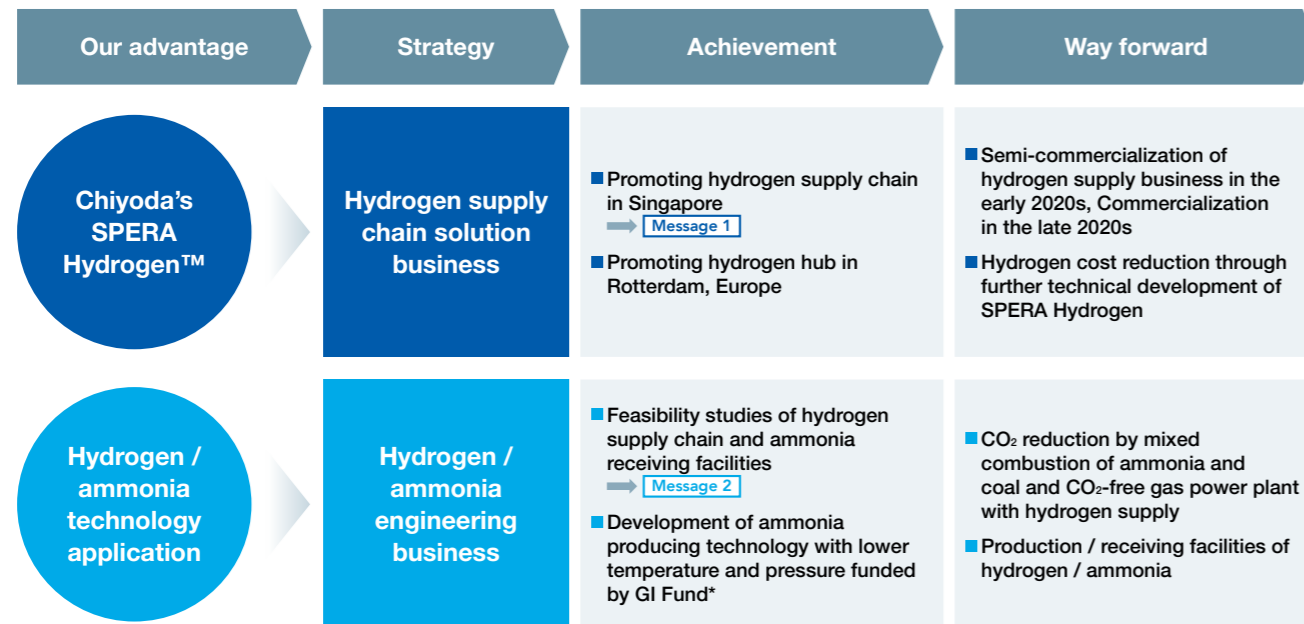 Our advantage
Strategy
Achievement
Way forward
Chiyoda's
SPERA
Hydrogen™
Hydrogen supply
chain solution
business
■ Promoting hydrogen supply chain
in Singapore
Message 1
■ Promoting hydrogen hub in
Rotterdam, Europe
■ Semi-commercialization of
hydrogen supply business in the
early 2020s, Commercialization
in the late 2020s
■ Hydrogen cost reduction through
further technical development of
SPERA Hydrogen
Hydrogen /
ammonia
technology
application
Hydrogen /
ammonia
engineering
business
■ Feasibility studies of hydrogen
supply chain and ammonia
receiving facilities
Message 2
■ Development of ammonia
producing technology with lower
temperature and pressure funded
by GI Fund*
■ CO₂ reduction by mixed
combustion of ammonia and
coal and CO₂-free gas power plant
with hydrogen supply
■ Production / receiving facilities of
hydrogen / ammonia